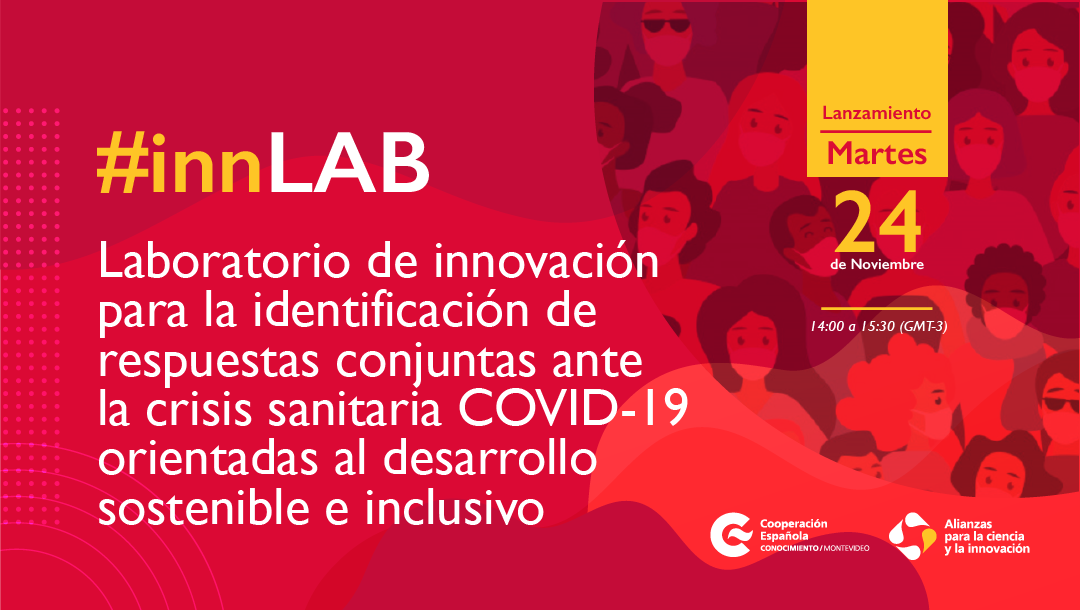 #innLAB
Laboratorio de innovación
para la identificación de
respuestas conjuntas ante
la crisis sanitaria COVID-19
orientadas al desarrollo
sostenible e inclusivo
Lanzamiento
Martes
24
de Noviembre
14:00 a 15:30 (GMT-3)
Cooperación
Española
CONOCIMIENTO/MONTEVIDEO
Alianzas
para la ciencia
y la innovación